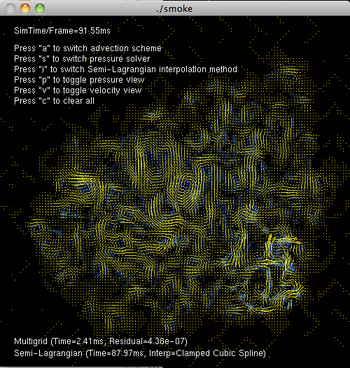 ./smoke
SimTime/Frame=91.55ms
Press "a" to switch advection scheme
Press "s" to switch pressure solver
Press "i" to switch Semi-Lagrangian interpolation method
Press "p" to toggle pressure view
Press "v" to toggle velocity view
Press "c" to clear all
Multigrid (Time=2.41ms, Residual=4.36e-07)
Semi-Lagrangian (Time=87.97ms, Interp=Clamped Cubic Spline)